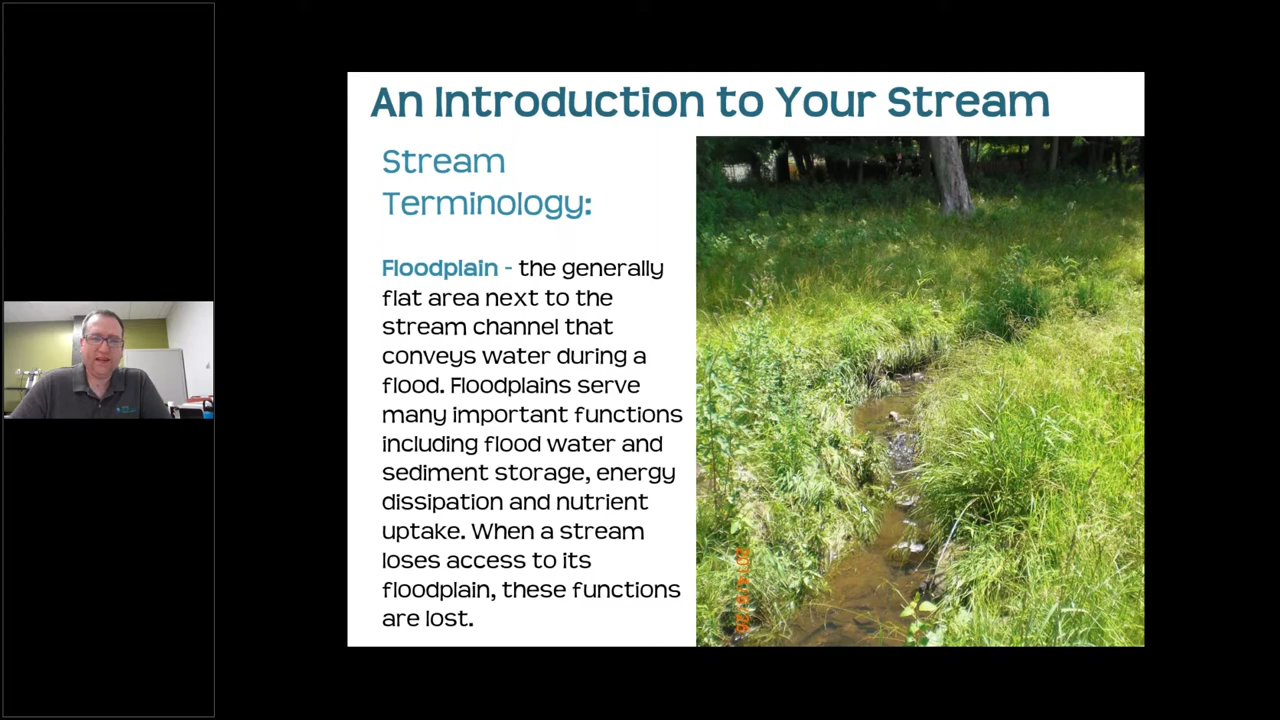 An Introduction to Your Stream
Stream
Terminology:
Floodplain - the generally
flat area next to the
stream channel that
conveys water during a
flood. Floodplains serve
many important functions
including flood water and
sediment storage, energy
dissipation and nutrient
uptake. When a stream
loses access to its
floodplain, these functions
are lost.